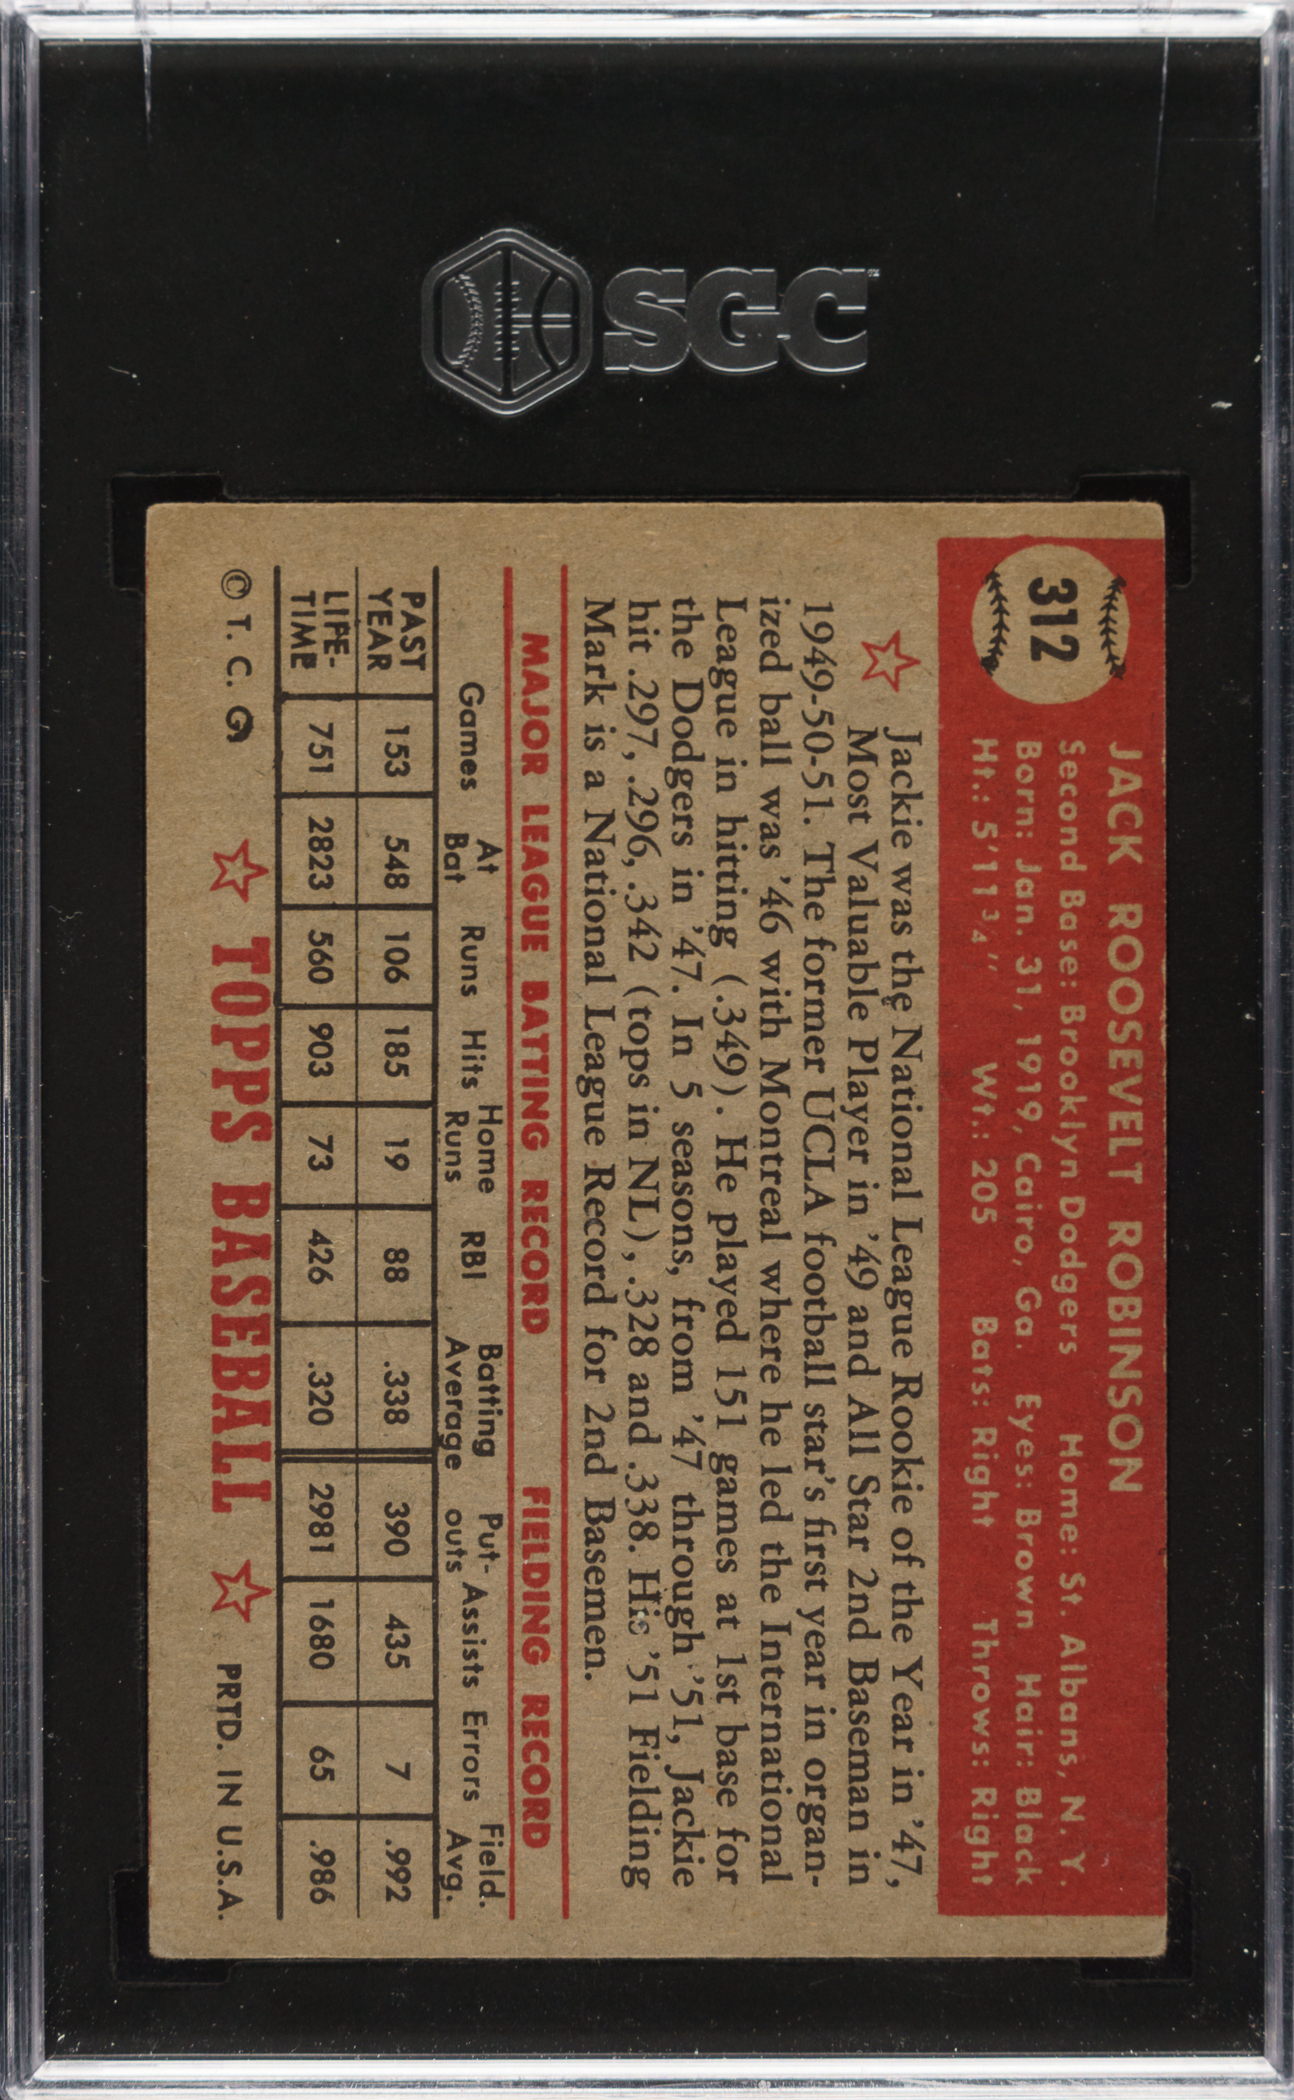 SGC
312
JACK ROOSEVELT ROBINSON
Second Base: Brooklyn Dodgers Home: St. Albans, N. Y.
Born: Jan. 31, 1919, Cairo, Ga. Eyes: Brown Hair: Black
Ht.: 5'11 3/4" Wt.: 205 Bats: Right Throws: Right
Jackie was the National League Rookie of the Year in '47,
Most Valuable Player in '49 and All Star 2nd Baseman in
1949-50-51. The former UCLA football star's first year in organ-
ized ball was '46 with Montreal where he led the International
League in hitting (.349). He played 151 games at 1st base for
the Dodgers in '47. In 5 seasons, from '47 through '51, Jackie
hit .297, .296, .342 (tops in NL), .328 and .338. His '51 Fielding
Mark is a National League Record for 2nd Basemen.
MAJOR LEAGUE BATTING RECORD FIELDING RECORD
Games At Bat Runs Hits Home Runs RBI Batting Average Put-outs Assists Errors Field. Avg.
PAST YEAR 153 548 106 185 19 88 .338 390 435 7 .992
LIFE-TIME 751 2823 560 903 73 426 .320 2981 1680 65 .986
© T. C. G. TOPPS BASEBALL PRTD. IN U.S.A.